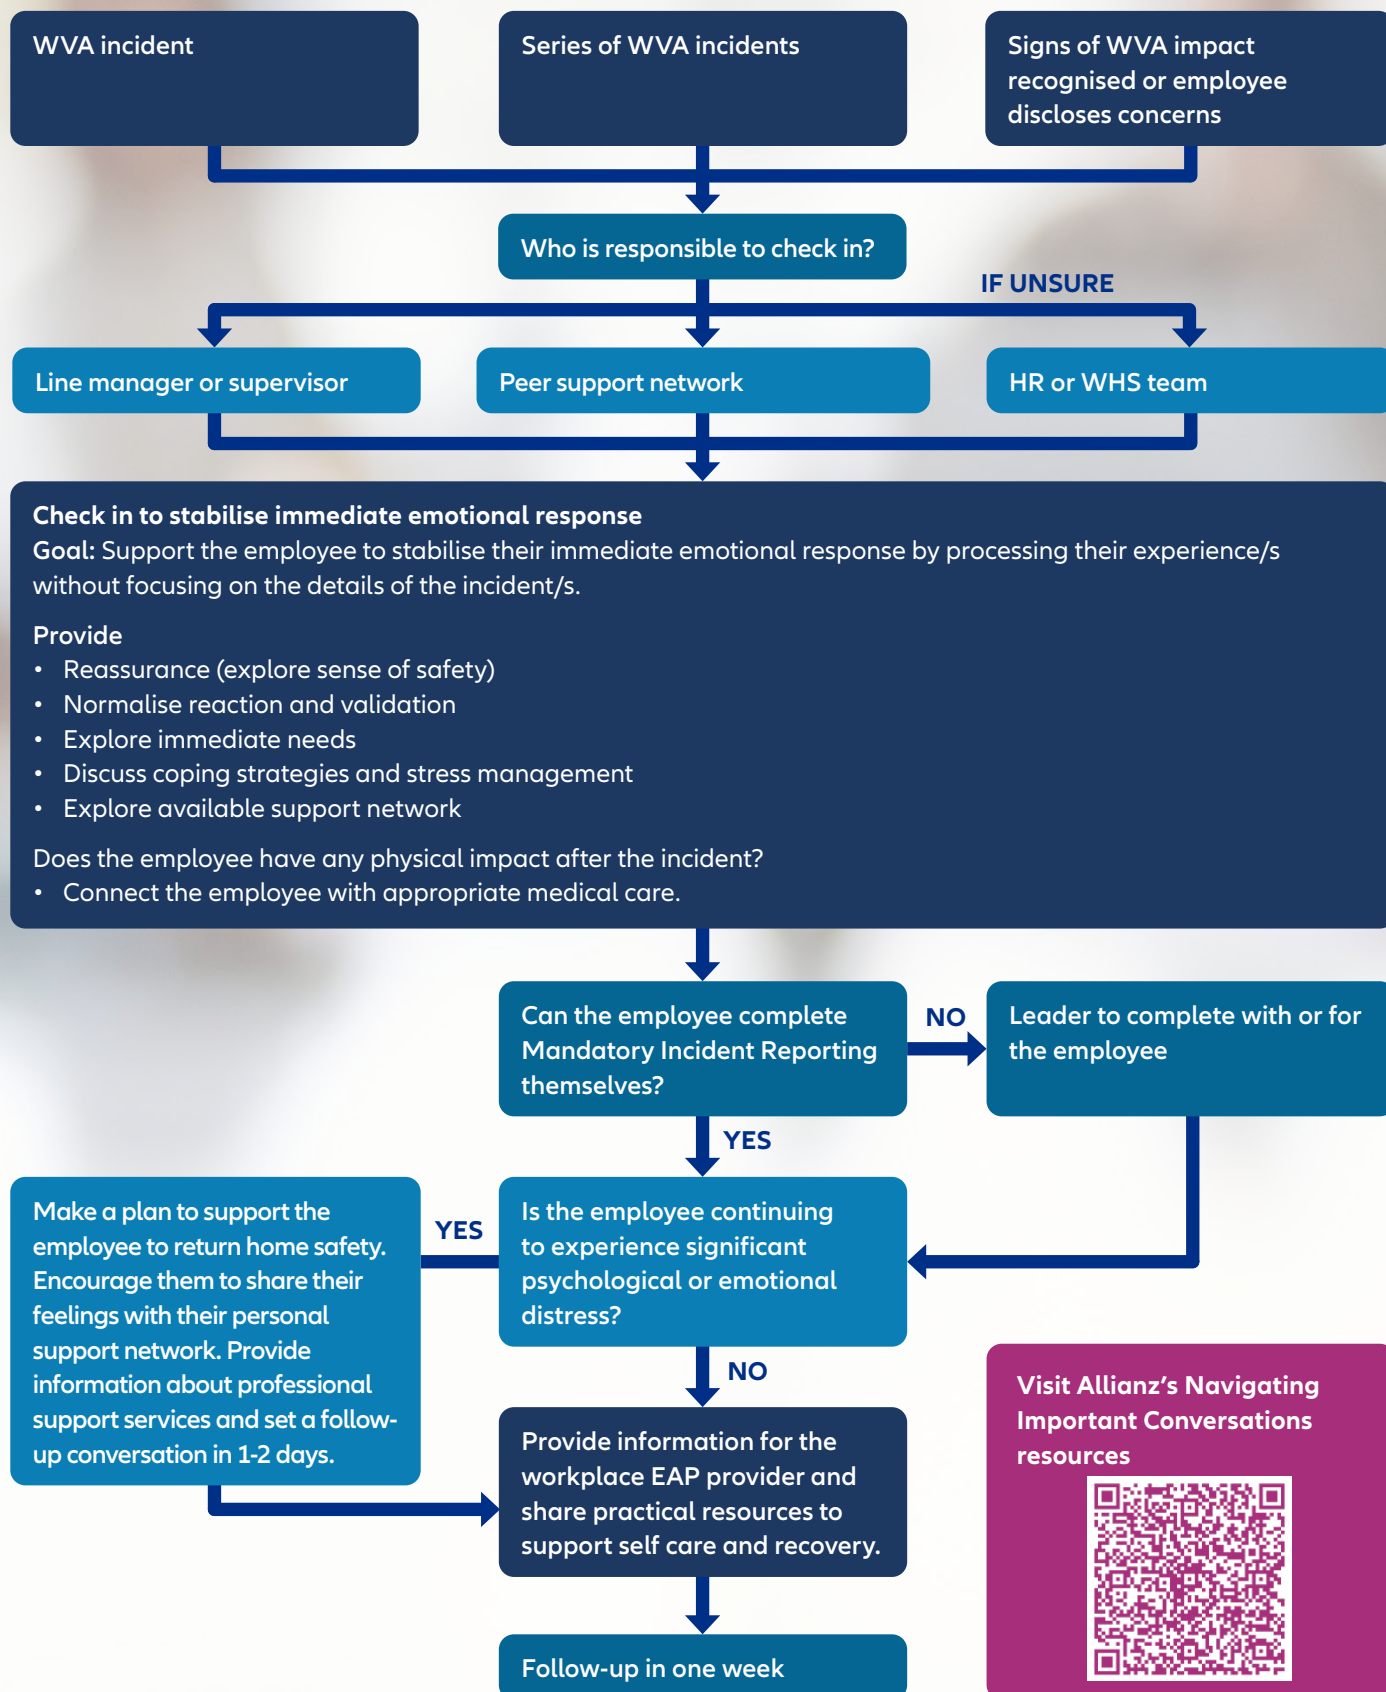 WVA incident
Series of WVA incidents
Signs of WVA impact
recognised or employee
discloses concerns
Who is responsible to check in?
IF UNSURE
Line manager or supervisor
Peer support network
HR or WHS team
Check in to stabilise immediate emotional response
Goal: Support the employee to stabilise their immediate emotional response by processing their experience/s
without focusing on the details of the incident/s.
Provide
• Reassurance (explore sense of safety)
• Normalise reaction and validation
• Explore immediate needs
• Discuss coping strategies and stress management
• Explore available support network
Does the employee have any physical impact after the incident?
• Connect the employee with appropriate medical care.
Can the employee complete
Mandatory Incident Reporting
themselves?
NO
Leader to complete with or for
the employee
YES
Is the employee continuing
to experience significant
psychological or emotional
distress?
YES
Make a plan to support the
employee to return home safety.
Encourage them to share their
feelings with their personal
support network. Provide
information about professional
support services and set a follow-
up conversation in 1-2 days.
NO
Provide information for the
workplace EAP provider and
share practical resources to
support self care and recovery.
Follow-up in one week
Visit Allianz's Navigating
Important Conversations
resources